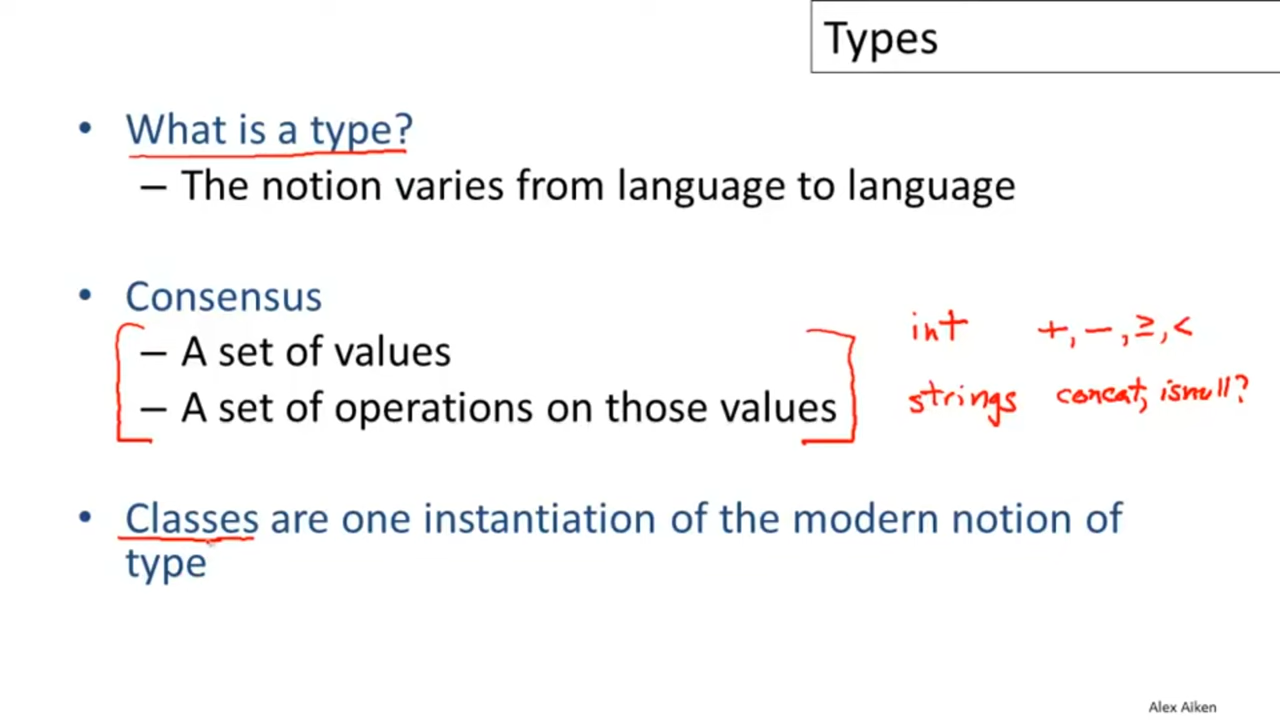 Types
• What is a type?
– The notion varies from language to language
• Consensus
– A set of values
– A set of operations on those values
int +, −, ≥, <
strings concat, isnull?
• Classes are one instantiation of the modern notion of
type
Alex Aiken